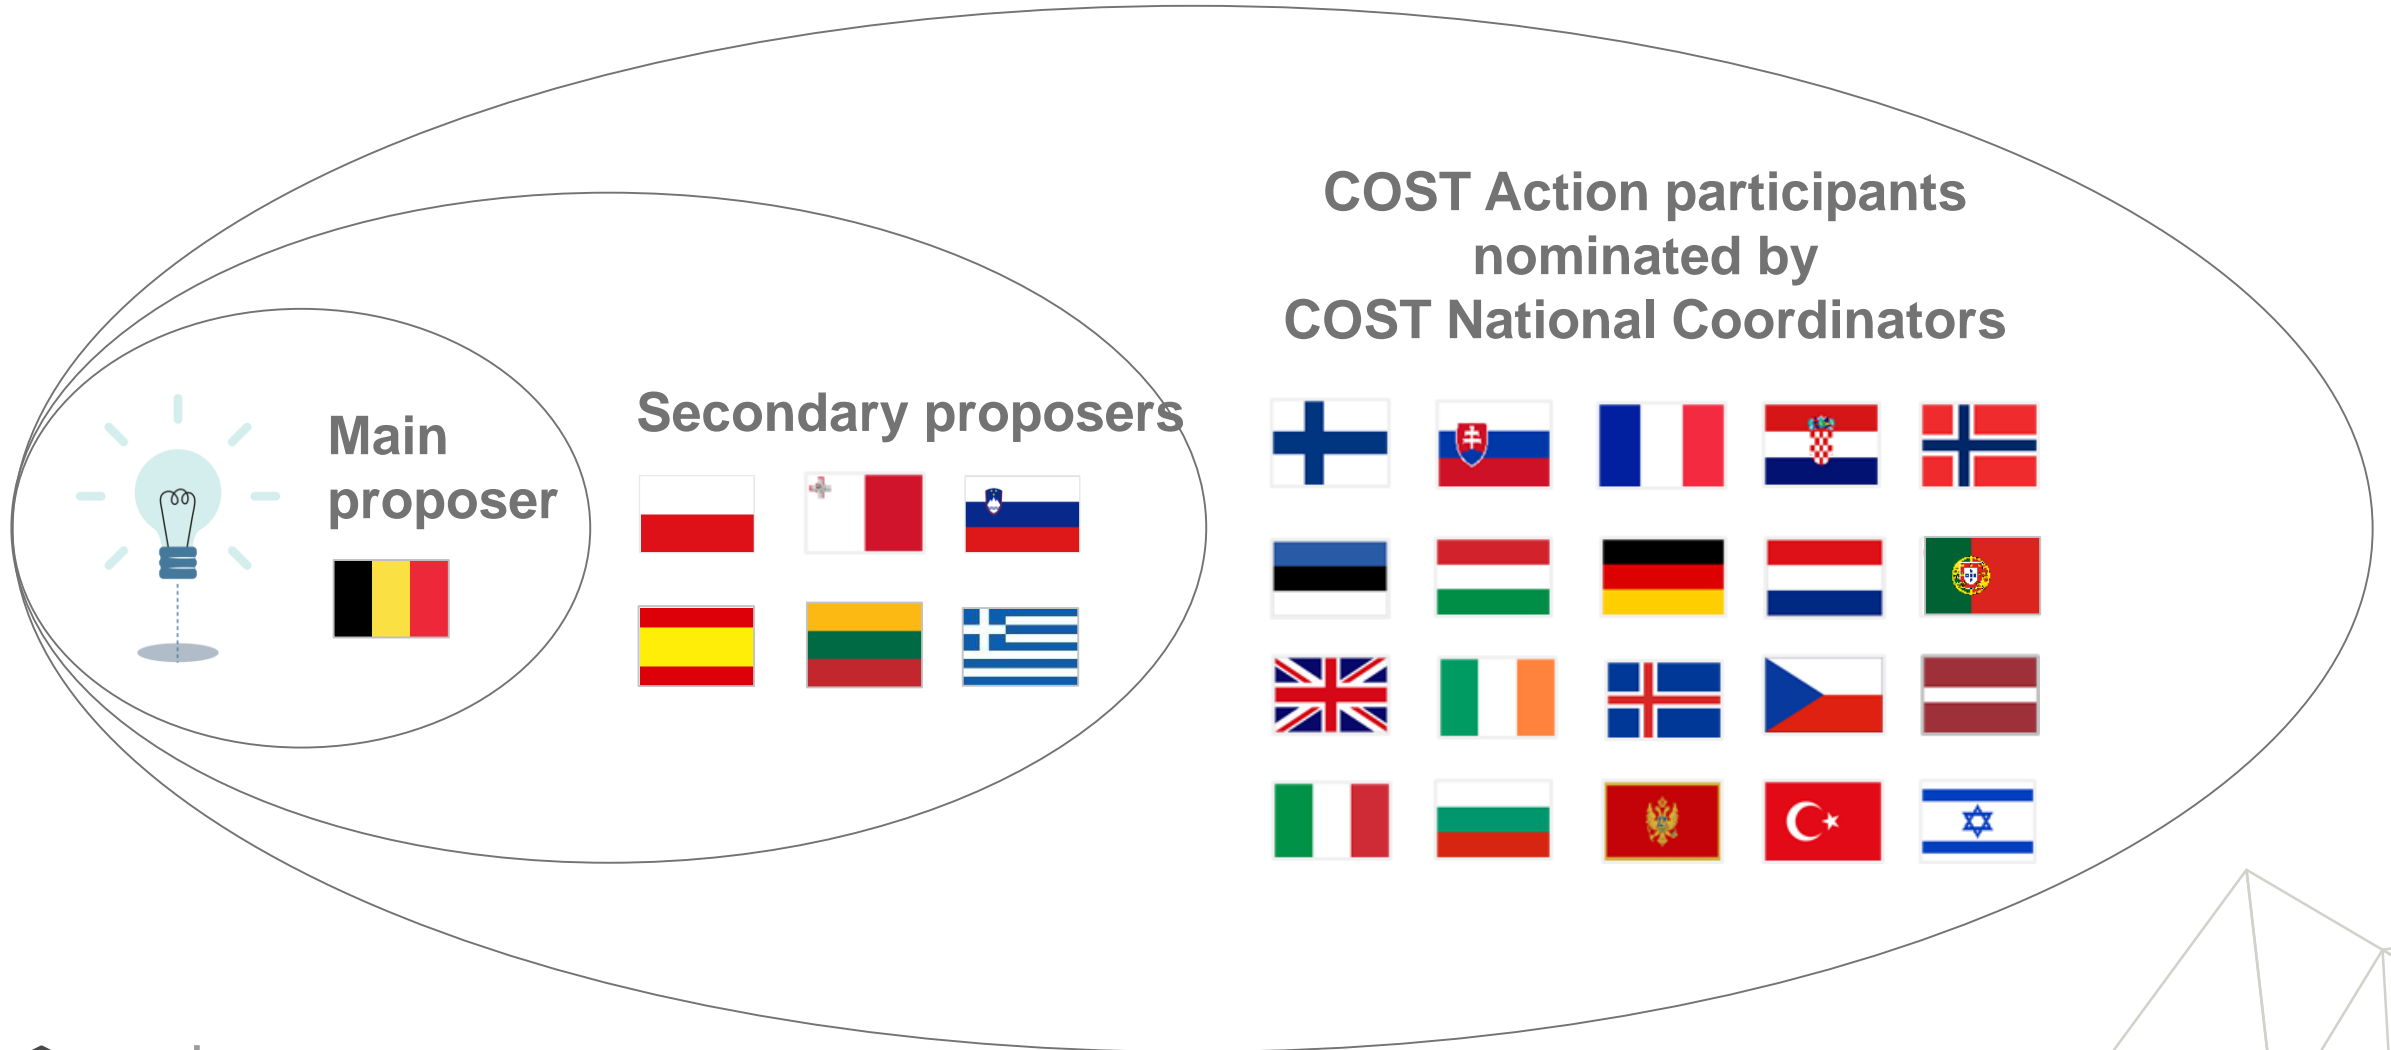 COST Action participants
nominated by
COST National Coordinators
Main
proposer
Secondary proposers